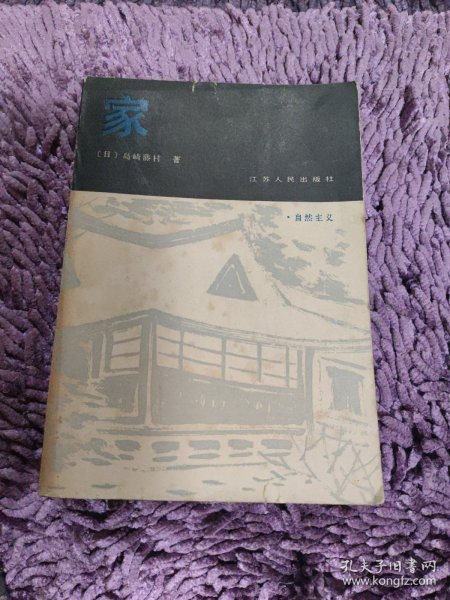 家
〔日〕岛崎藤村 著
江苏人民出版社
·自然主义
孔夫子旧书网
www.kongfz.com